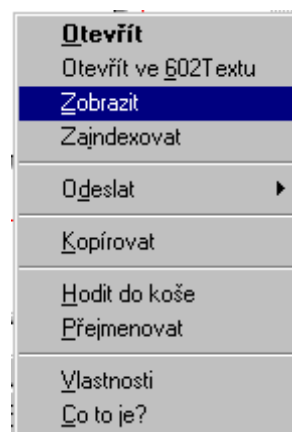 Otevřít
Otevřít ve 602Textu
Zobrazit
Zaindexovat
Odeslat
Kopírovat
Hodit do koše
Přejmenovat
Vlastnosti
Co to je?